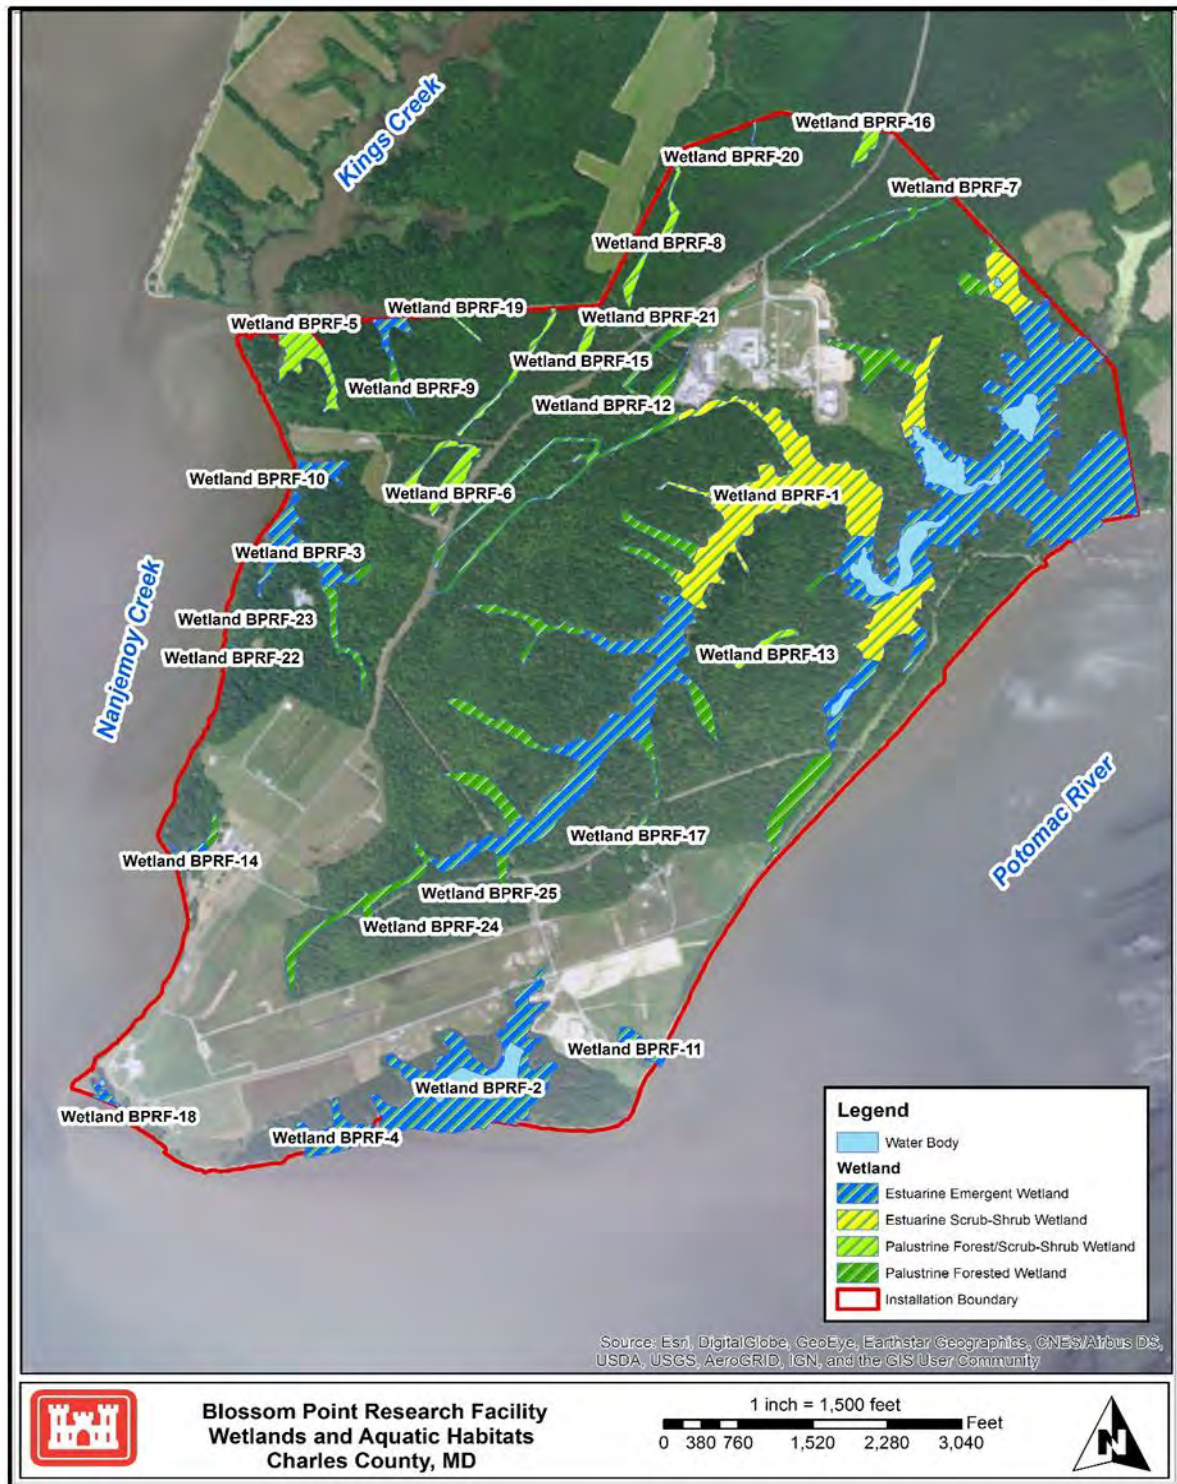 Kings Creek
Wetland BPRF-16
Wetland BPRF-20
Wetland BPRF-7
Wetland BPRF-8
Wetland BPRF-19
Wetland BPRF-5
Wetland BPRF-21
Wetland BPRF-15
Wetland BPRF-9
Wetland BPRF-12
Wetland BPRF-10
Wetland BPRF-6
Wetland BPRF-1
Wetland BPRF-3
Wetland BPRF-23
Wetland BPRF-22
Wetland BPRF-13
Nanjemoy Creek
Potomac River
Wetland BPRF-17
Wetland BPRF-14
Wetland BPRF-25
Wetland BPRF-24
Wetland BPRF-11
Wetland BPRF-2
Wetland BPRF-18
Wetland BPRF-4
Legend
Water Body
Wetland
Estuarine Emergent Wetland
Estuarine Scrub-Shrub Wetland
Palustrine Forest/Scrub-Shrub Wetland
Palustrine Forested Wetland
Installation Boundary
Source: Esri, DigitalGlobe, GeoEye, Earthstar Geographics, CNES/Airbus DS,
USDA, USGS, AeroGRID, IGN, and the GIS User Community
Blossom Point Research Facility
Wetlands and Aquatic Habitats
Charles County, MD
1 inch = 1,500 feet
Feet
0 380 760 1,520 2,280 3,040
N